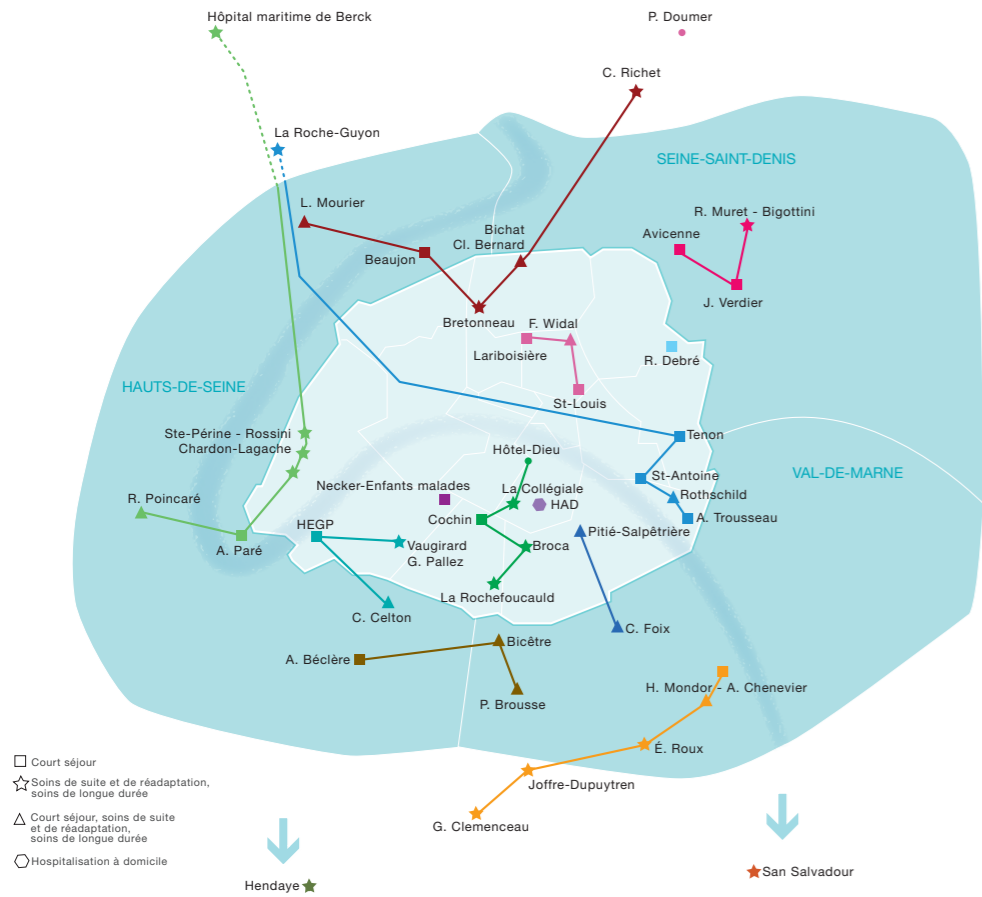 Hôpital maritime de Berck
P. Doumer
C. Richet
La Roche-Guyon
SEINE-SAINT-DENIS
L. Mourier
R. Muret - Bigottini
Bichat
Cl. Bernard
Avicenne
Beaujon
J. Verdier
Bretonneau
F. Widal
Lariboisière
R. Debré
HAUTS-DE-SEINE
St-Louis
Ste-Périne - Rossini
Chardon-Lagache
Tenon
Hôtel-Dieu
VAL-DE-MARNE
St-Antoine
Necker-Enfants malades
La Collégiale
Rothschild
R. Poincaré
HAD
Cochin
A. Trousseau
HEGP
Pitié-Salpêtrière
A. Paré
Vaugirard
G. Pallez
Broca
La Rochefoucauld
C. Celton
C. Foix
Bicêtre
A. Béclère
H. Mondor - A. Chenevier
P. Brousse
É. Roux
Court séjour
Soins de suite et de réadaptation,
soins de longue durée
Joffre-Dupuytren
Court séjour, soins de suite
et de réadaptation,
soins de longue durée
G. Clemenceau
Hospitalisation à domicile
San Salvadour
Hendaye